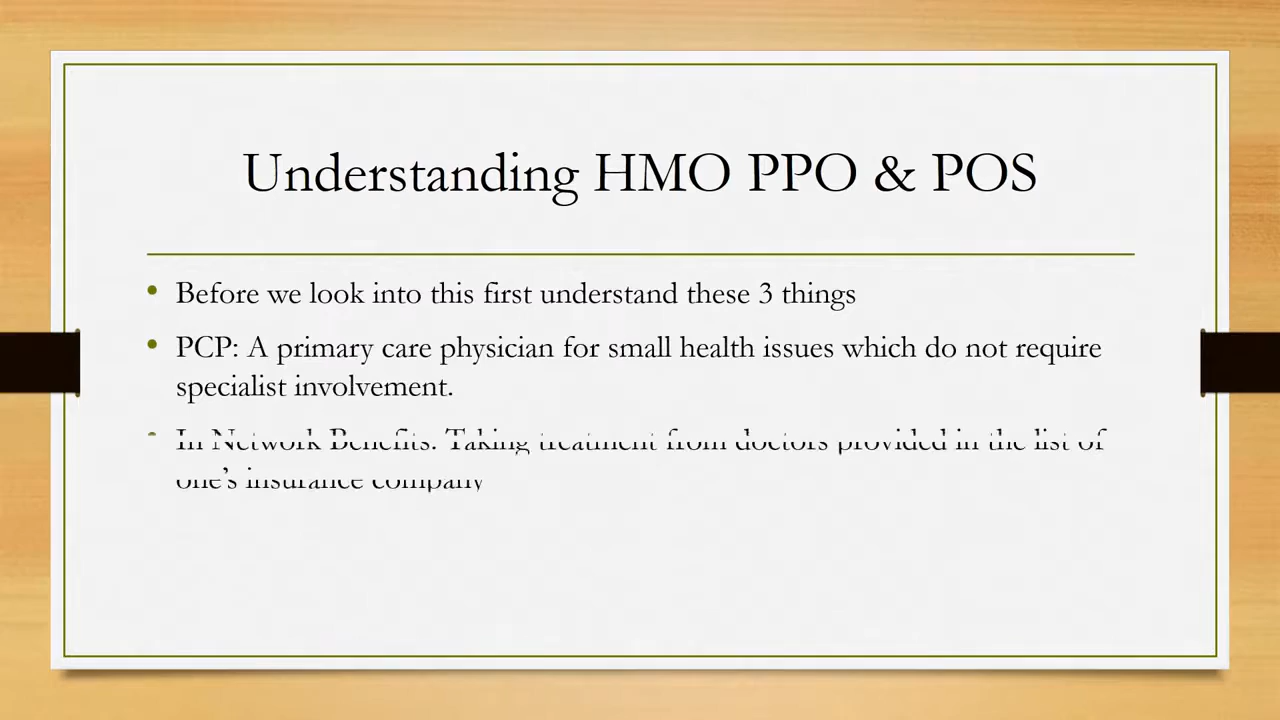 Understanding HMO PPO & POS
• Before we look into this first understand these 3 things
• PCP: A primary care physician for small health issues which do not require
specialist involvement.
• In Network Benefits: Taking treatment from doctors provided in the list of
one's insurance company